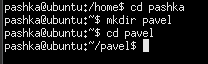 pashka@ubuntu:/home$ cd pashka
pashka@ubuntu:~$ mkdir pavel
pashka@ubuntu:~$ cd pavel
pashka@ubuntu:~/pavel$